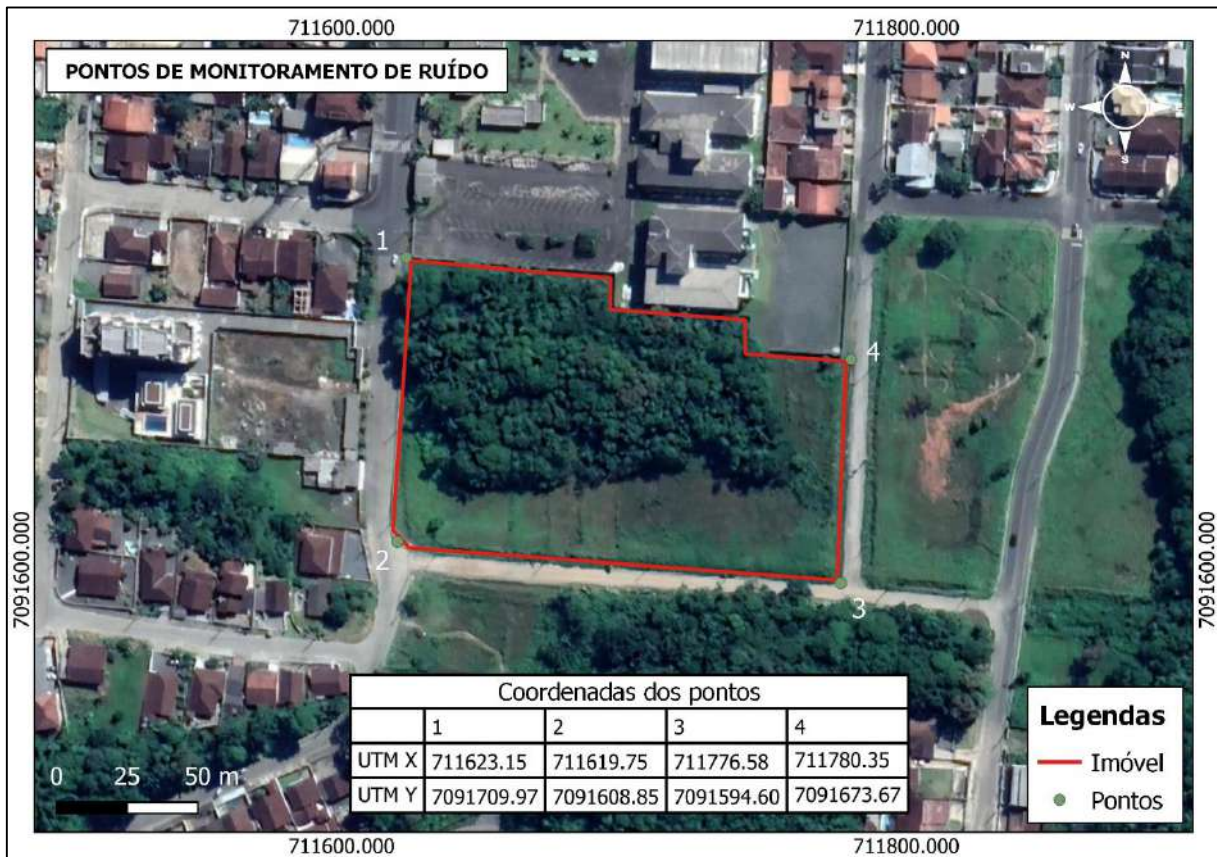 711600.000
711800.000
PONTOS DE MONITORAMENTO DE RUÍDO
N
W E
S
1
4
2
3
7091600.000
7091600.000
Coordenadas dos pontos
1 2 3 4
UTM X 711623.15 711619.75 711776.58 711780.35
UTM Y 7091709.97 7091608.85 7091594.60 7091673.67
0 25 50 m
Legendas
Imóvel
Pontos
711600.000
711800.000